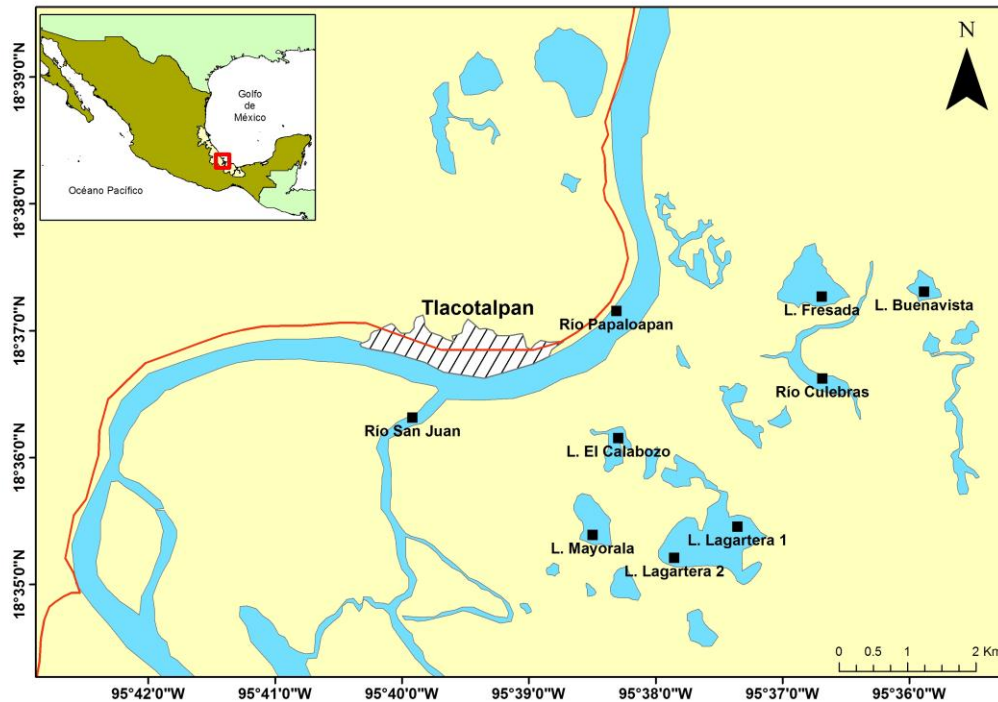 Golfo
de
México
Océano Pacífico
N
18°39'0"N
18°38'0"N
18°37'0"N
18°36'0"N
18°35'0"N
Tlacotalpan
Río Papaloapan
L. Fresada
L. Buenavista
Río Culebras
Río San Juan
L. El Calabozo
L. Lagartera 1
L. Mayorala
L. Lagartera 2
0 0.5 1 2 Km
95°42'0"W 95°41'0"W 95°40'0"W 95°39'0"W 95°38'0"W 95°37'0"W 95°36'0"W